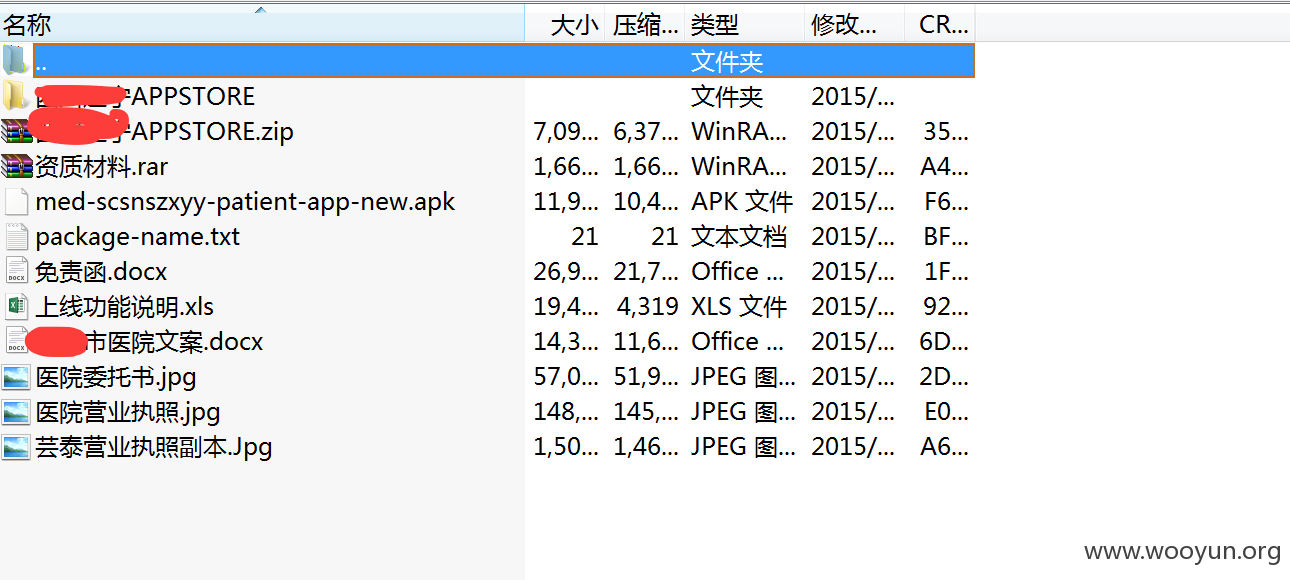 名称 大小 压缩... 类型 修改... CR...
.. 文件夹
APPSTORE 文件夹 2015/...
APPSTORE.zip 7,09... 6,37... WinRA... 2015/... 35...
资质材料.rar 1,66... 1,66... WinRA... 2015/... A4...
med-scsnszxyy-patient-app-new.apk 11,9... 10,4... APK 文件 2015/... F6...
package-name.txt 21 21 文本文档 2015/... BF...
免责函.docx 26,9... 21,7... Office ... 2015/... 1F...
上线功能说明.xls 19,4... 4,319 XLS 文件 2015/... 92...
市医院文案.docx 14,3... 11,6... Office ... 2015/... 6D...
医院委托书.jpg 57,0... 51,9... JPEG 图... 2015/... 2D...
医院营业执照.jpg 148,... 145,... JPEG 图... 2015/... E0...
芸泰营业执照副本.Jpg 1,50... 1,46... JPEG 图... 2015/... A6...
www.wooyun.org